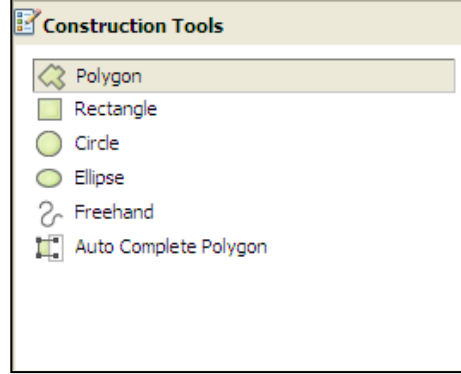 Construction Tools
Polygon
Rectangle
Circle
Ellipse
Freehand
Auto Complete Polygon